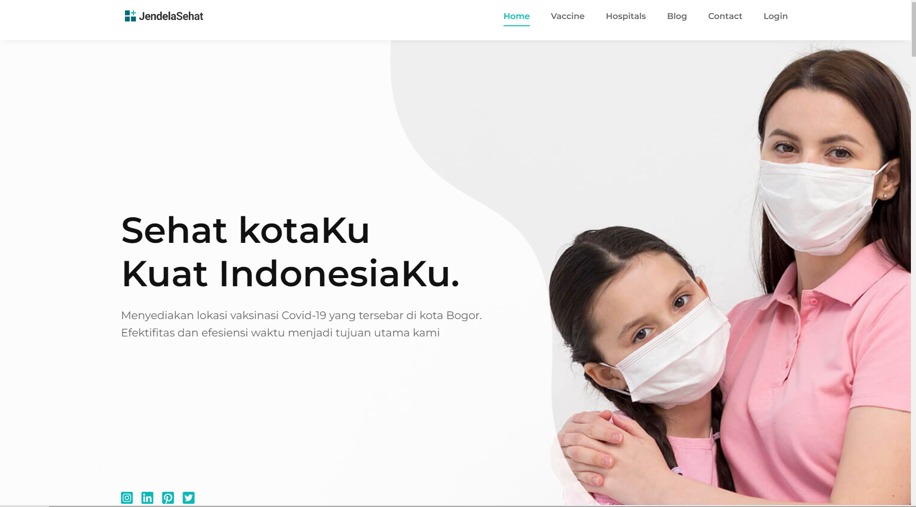 JendelaSehat
Home
Vaccine
Hospitals
Blog
Contact
Login
Sehat kotaKu
Kuat IndonesiaKu.
Menyediakan lokasi vaksinasi Covid-19 yang tersebar di kota Bogor.
Efektifitas dan efesiensi waktu menjadi tujuan utama kami